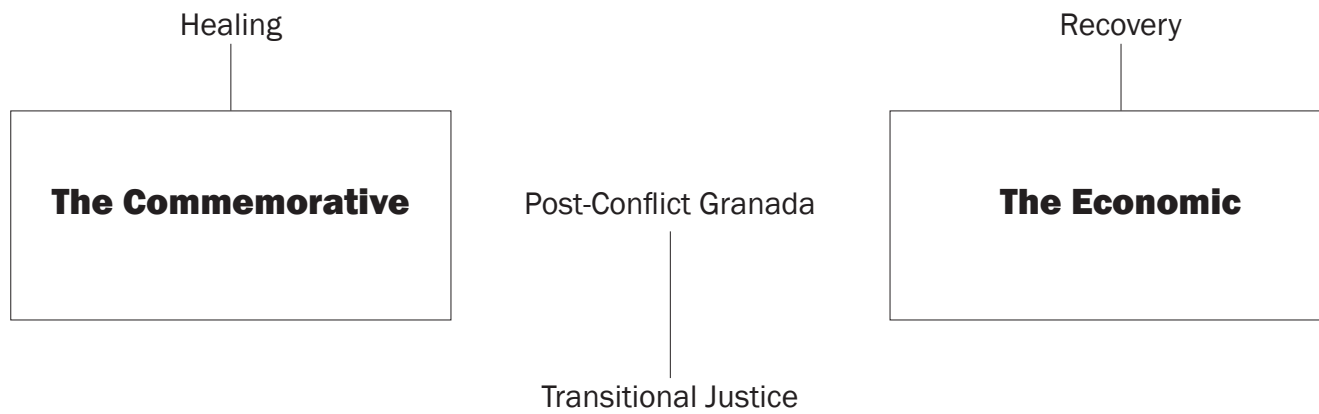 Healing
Recovery
The Commemorative
Post-Conflict Granada
The Economic
Transitional Justice